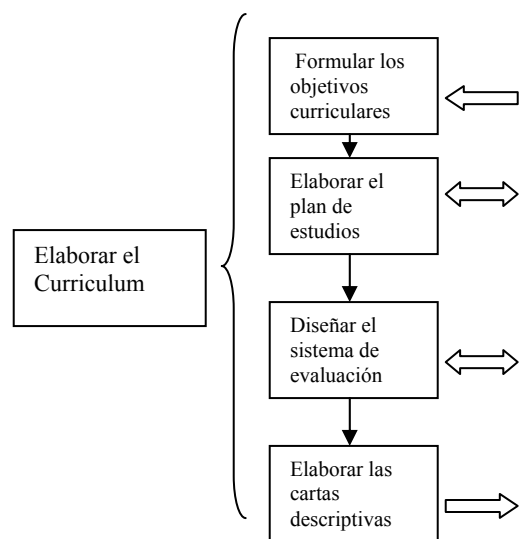 Elaborar el
Curriculum
Formular los
objetivos
curriculares
Elaborar el
plan de
estudios
Diseñar el
sistema de
evaluación
Elaborar las
cartas
descriptivas